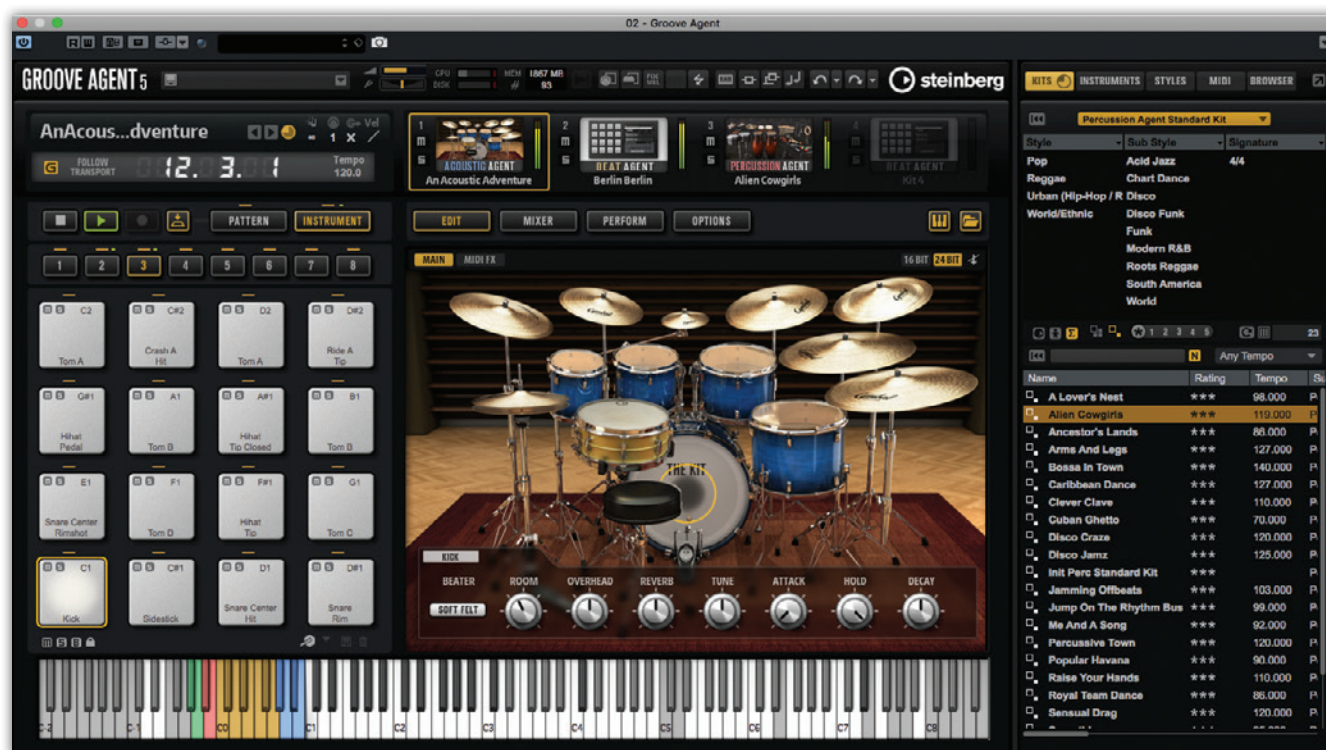 02 - Groove Agent
GROOVE AGENT 5
CPU
DISK
MEM 1867 MB
# 93
steinberg
KITS INSTRUMENTS STYLES MIDI BROWSER
AnAcous...dventure
Vel
1 X
FOLLOW TRANSPORT
12. 3. 1
Tempo
120.0
1 m S ACOUSTIC AGENT
An Acoustic Adventure
2 m S BEAT AGENT
Berlin Berlin
3 m S PERCUSSION AGENT
Alien Cowgirls
4 m S BEAT AGENT
Kit 4
PATTERN INSTRUMENT
EDIT MIXER PERFORM OPTIONS
1 2 3 4 5 6 7 8
MAIN MIDI FX 16 BIT 24 BIT
C2 Tom A
C#2 Crash A Hit
D2 Tom A
D#2 Ride A Tip
G#1 Hihat Pedal
A1 Tom B
A#1 Hihat Tip Closed
B1 Tom B
E1 Snare Center Rimshot
F1 Tom D
F#1 Hihat Tip
G1 Tom C
C1 Kick
C#1 Sidestick
D1 Snare Center Hit
D#1 Snare Rim
THE KIT
KICK
BEATER ROOM OVERHEAD REVERB TUNE ATTACK HOLD DECAY
SOFT FELT
C-2 C-1 C0 C1 C2 C3 C4 C5 C6 C7 C8
Percussion Agent Standard Kit
Style Sub Style Signature
Pop Acid Jazz 4/4
Reggae Chart Dance
Urban (Hip-Hop / R Disco
World/Ethnic Disco Funk
Funk
Modern R&B
Roots Reggae
South America
World
1 2 3 4 5 23
N Any Tempo
Name Rating Tempo
A Lover's Nest *** 98.000
Alien Cowgirls *** 119.000
Ancestor's Lands *** 86.000
Arms And Legs *** 127.000
Bossa In Town *** 140.000
Caribbean Dance *** 127.000
Clever Clave *** 110.000
Cuban Ghetto *** 70.000
Disco Craze *** 120.000
Disco Jamz *** 125.000
Init Perc Standard Kit ***
Jamming Offbeats *** 103.000
Jump On The Rhythm Bus *** 99.000
Me And A Song *** 92.000
Percussive Town *** 120.000
Popular Havana *** 90.000
Raise Your Hands *** 110.000
Royal Team Dance *** 86.000
Sensual Drag *** 120.000